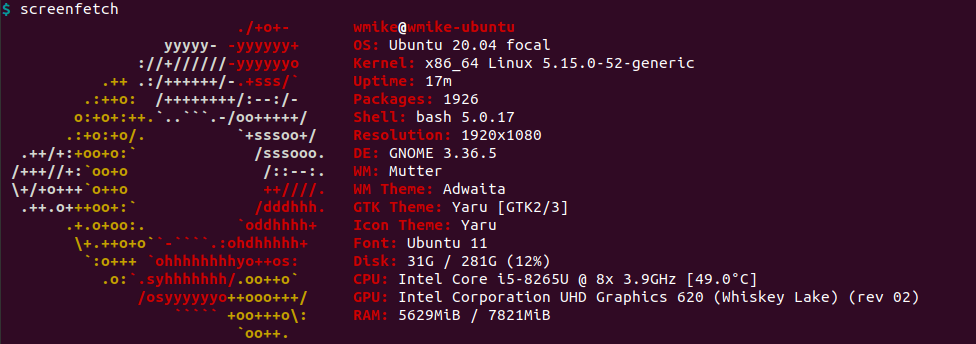 $ screenfetch
./+o+- wmike@wmike-ubuntu
yyyyy- -yyyyyy+ OS: Ubuntu 20.04 focal
://+//////-yyyyyyo Kernel: x86_64 Linux 5.15.0-52-generic
.++ .:/++++++/-.+sss/` Uptime: 17m
.:++o: /++++++++/:--:/- Packages: 1926
o:+o+:++.`..```.-/oo+++++/ Shell: bash 5.0.17
.:+o:+o/. `+sssoo+/ Resolution: 1920x1080
.++/+:+oo+o:` /sssooo. DE: GNOME 3.36.5
/+++//+:`oo+o /::--:. WM: Mutter
\+/+o+++`o++o ++////. WM Theme: Adwaita
.++.o+++oo+:` /dddhhh. GTK Theme: Yaru [GTK2/3]
.+.o+oo:. `oddhhhh+ Icon Theme: Yaru
\+.++o+o``-````.:ohdhhhhh+ Font: Ubuntu 11
`:o+++ `ohhhhhhhhyo++os: Disk: 31G / 281G (12%)
.o:`.syhhhhhhh/.oo++o` CPU: Intel Core i5-8265U @ 8x 3.9GHz [49.0°C]
/osyyyyyyo++ooo+++/ GPU: Intel Corporation UHD Graphics 620 (Whiskey Lake) (rev 02)
````` +oo+++o\: RAM: 5629MiB / 7821MiB
`oo++.